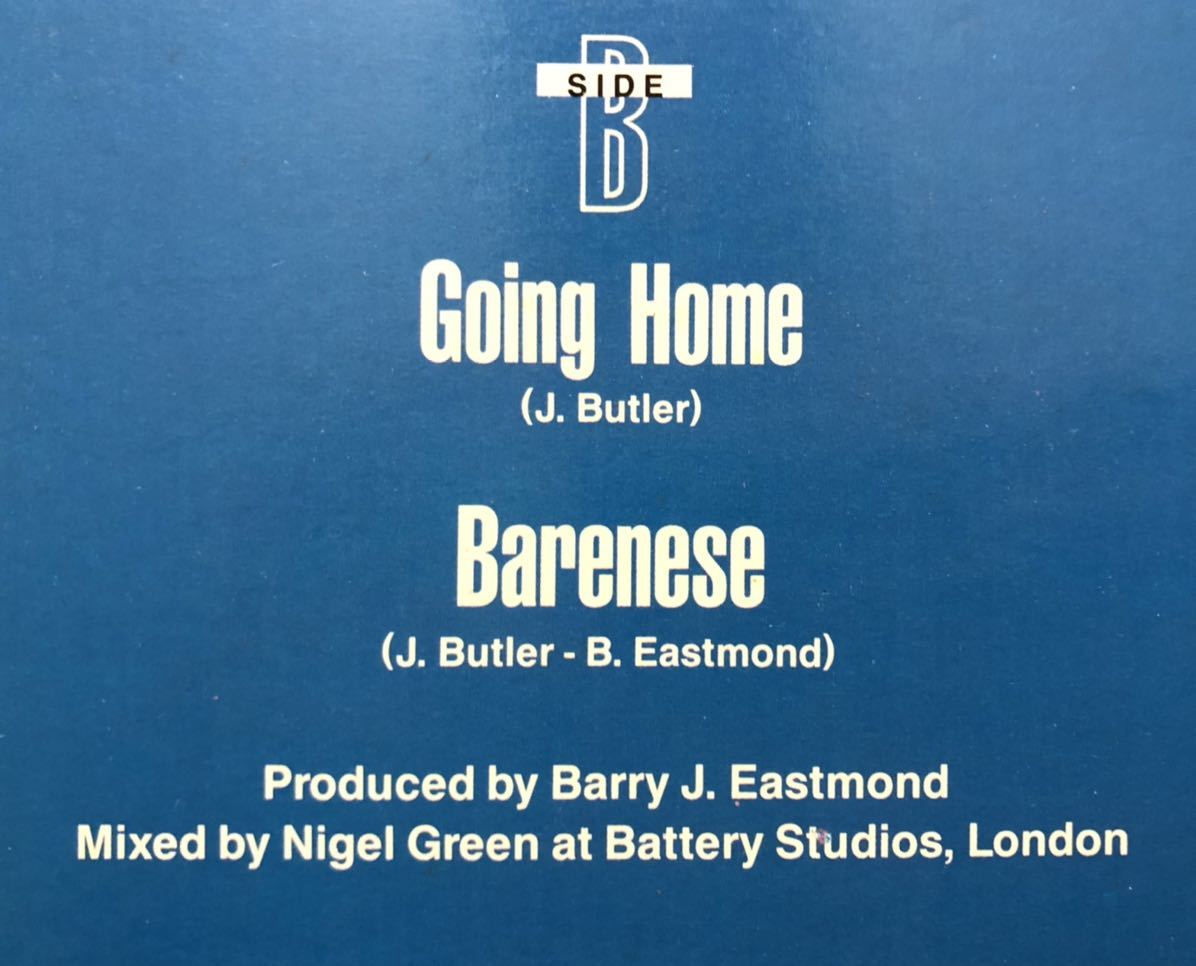 SIDE
B
Going Home
(J. Butler)
Barenese
(J. Butler - B. Eastmond)
Produced by Barry J. Eastmond
Mixed by Nigel Green at Battery Studios, London